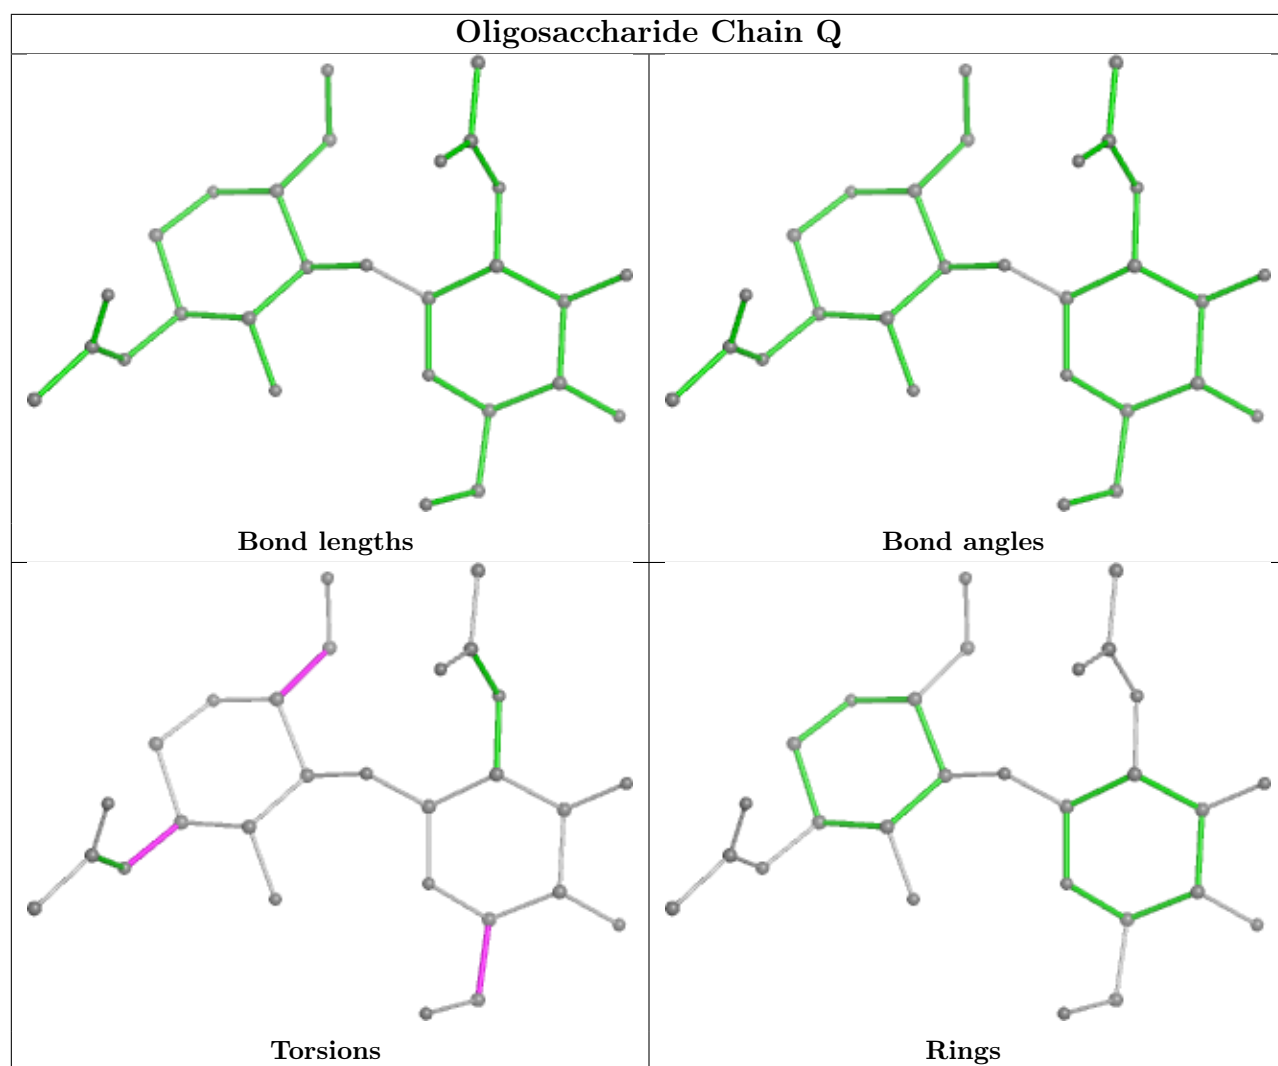 Oligosaccharide Chain Q
Bond lengths
Bond angles
Torsions
Rings